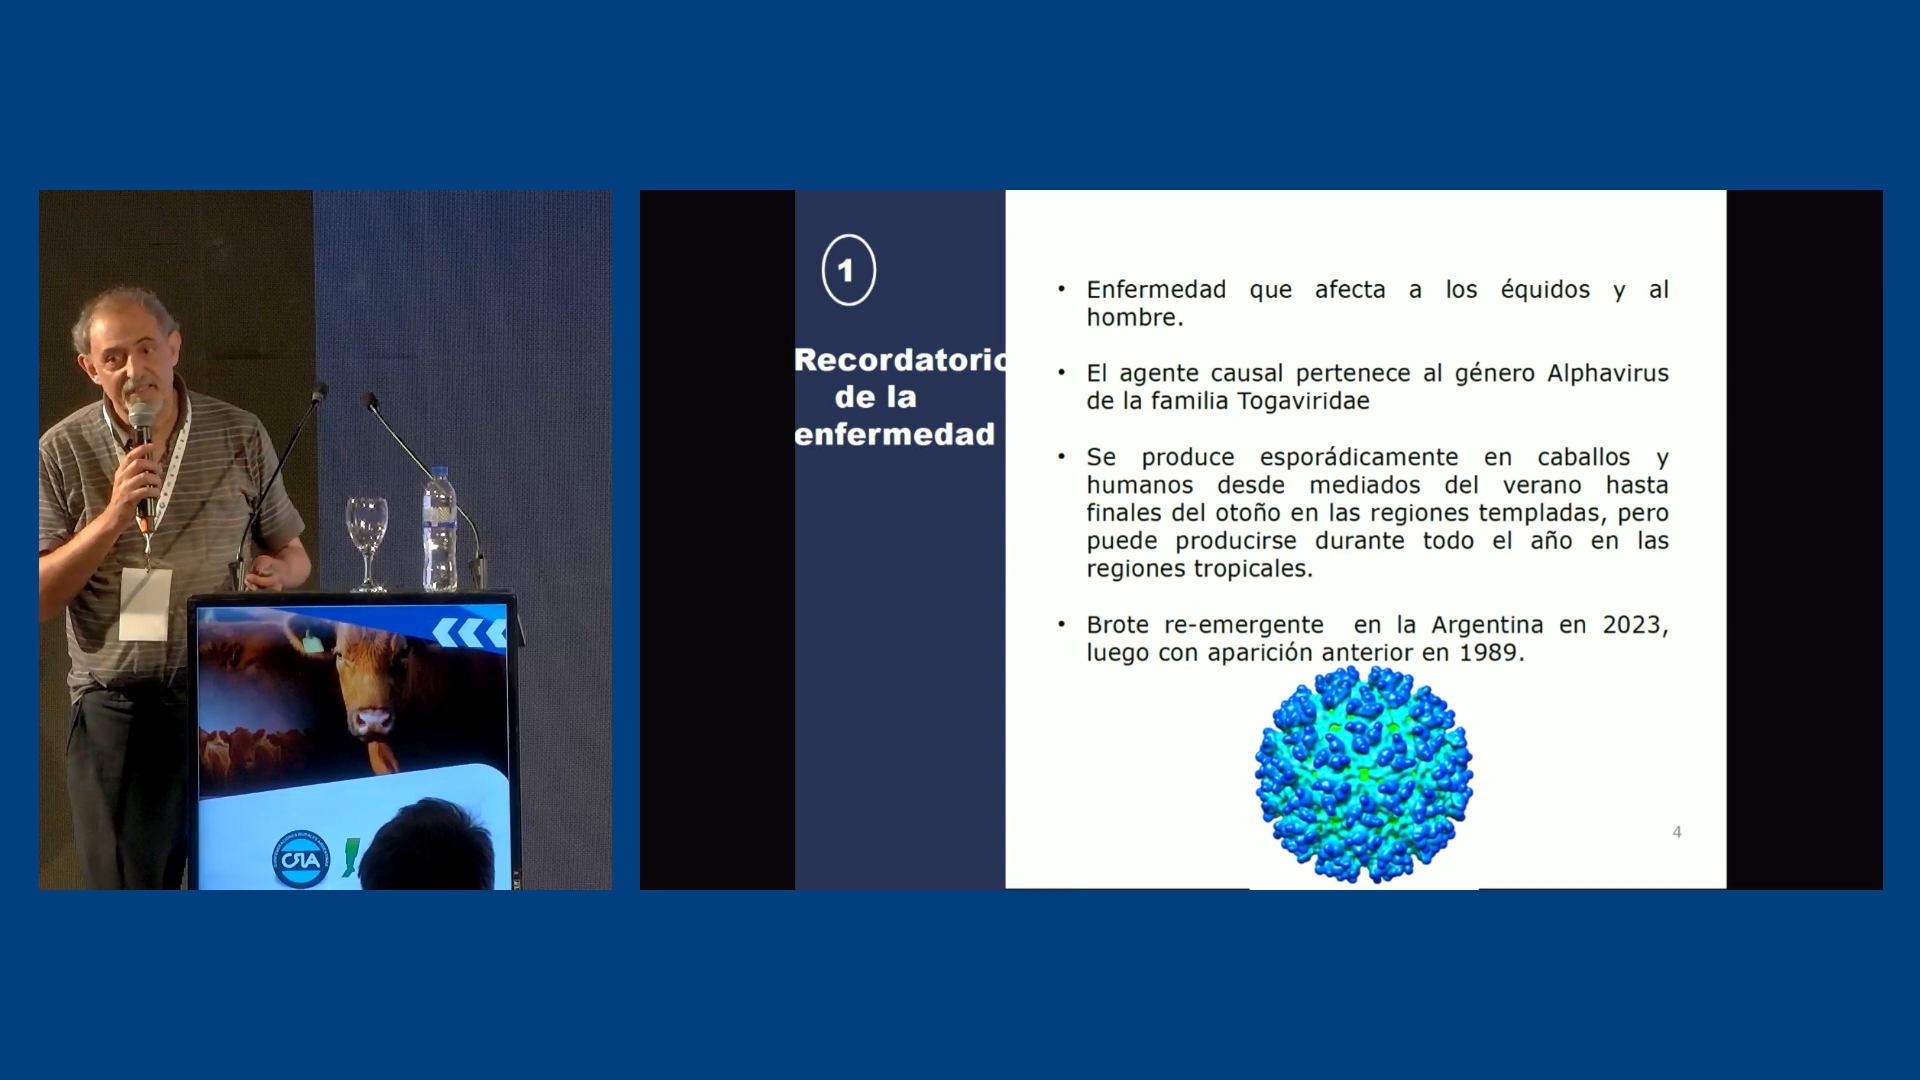 1
Recordatorio
de la
enfermedad
• Enfermedad que afecta a los équidos y al
hombre.
• El agente causal pertenece al género Alphavirus
de la familia Togaviridae
• Se produce esporádicamente en caballos y
humanos desde mediados del verano hasta
finales del otoño en las regiones templadas, pero
puede producirse durante todo el año en las
regiones tropicales.
• Brote re-emergente en la Argentina en 2023,
luego con aparición anterior en 1989.
4
CRA